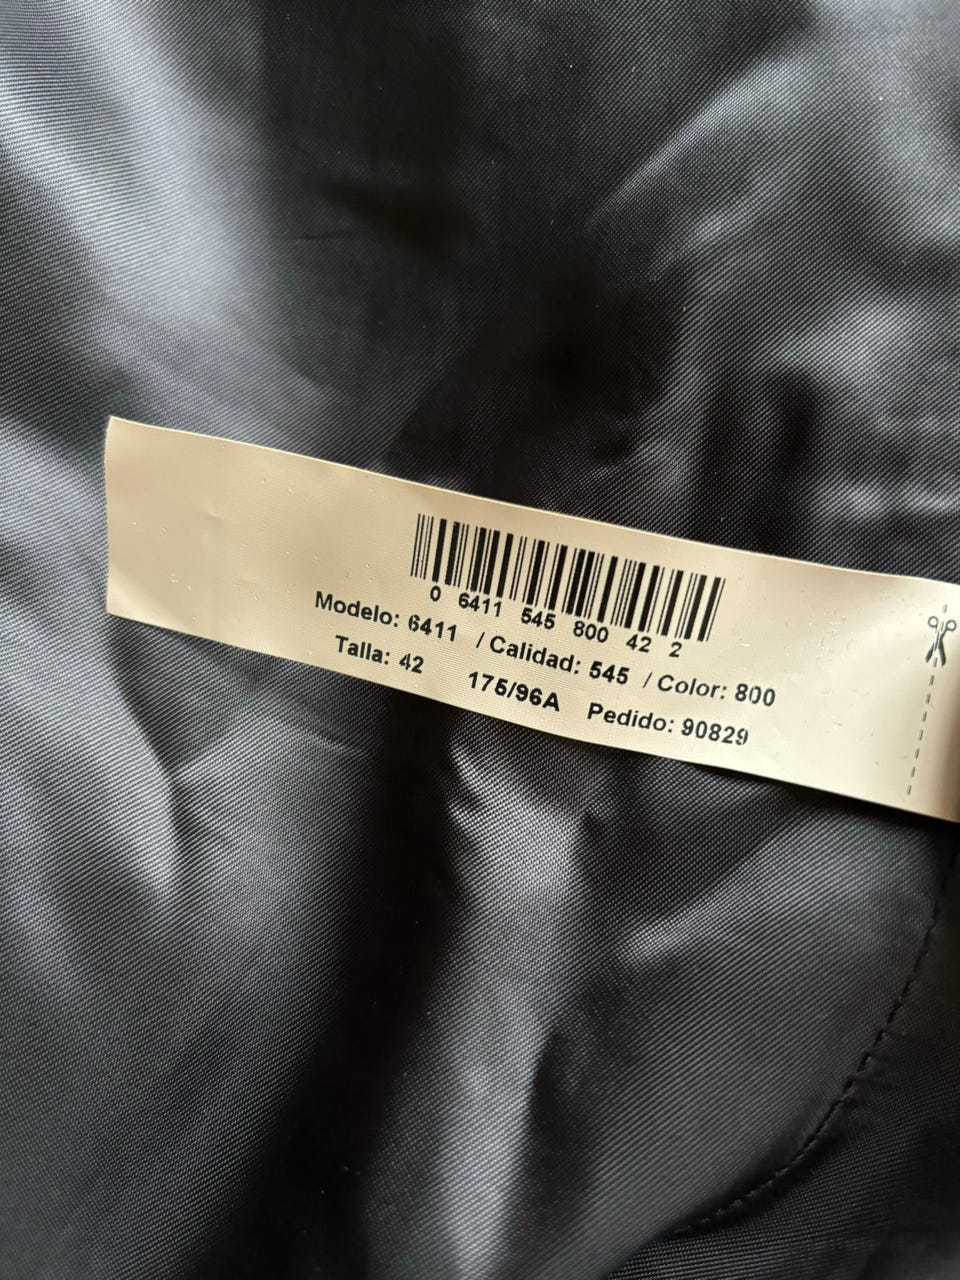 0 6411 545 800 42 2
Modelo: 6411 / Calidad: 545 / Color: 800
Talla: 42 175/96A Pedido: 90829